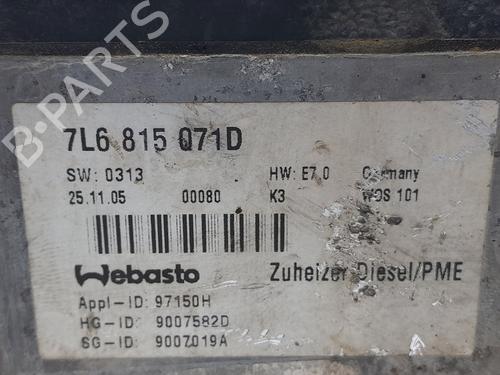 7L6 815 071D
SW: 0313 HW: E7.0 Germany
25.11.05 00080 K3 WOS 101
Webasto Zuheizer Diesel/PME
Appl-ID: 97150H
HG-ID: 9007582D
SG-ID: 9007019A
B-PARTS